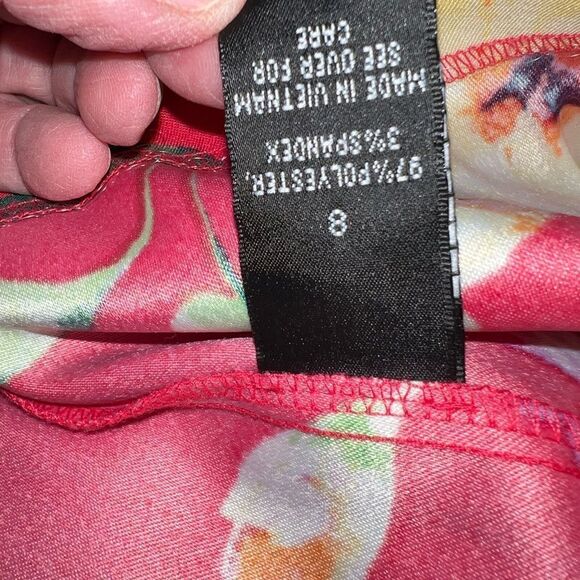 8
97% POLYESTER,
3% SPANDEX
MADE IN VIETNAM
SEE OVER FOR
CARE